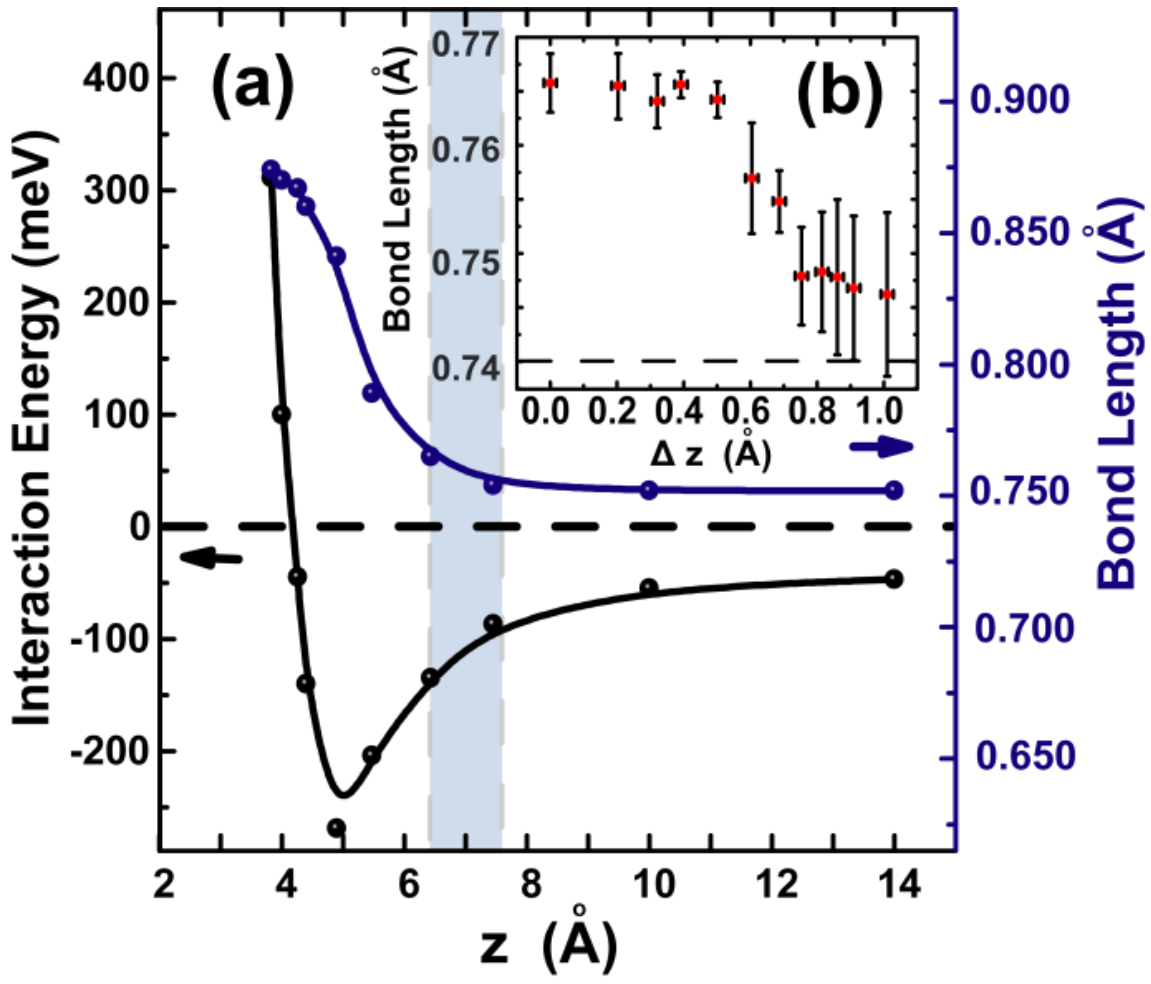 (a)
(b)
Interaction Energy (meV)
400
300
200
100
0
-100
-200
2 4 6 8 10 12 14
z (Å)
Bond Length (Å)
0.900
0.850
0.800
0.750
0.700
0.650
Bond Length (Å)
0.77
0.76
0.75
0.74
0.0 0.2 0.4 0.6 0.8 1.0
Δ z (Å)